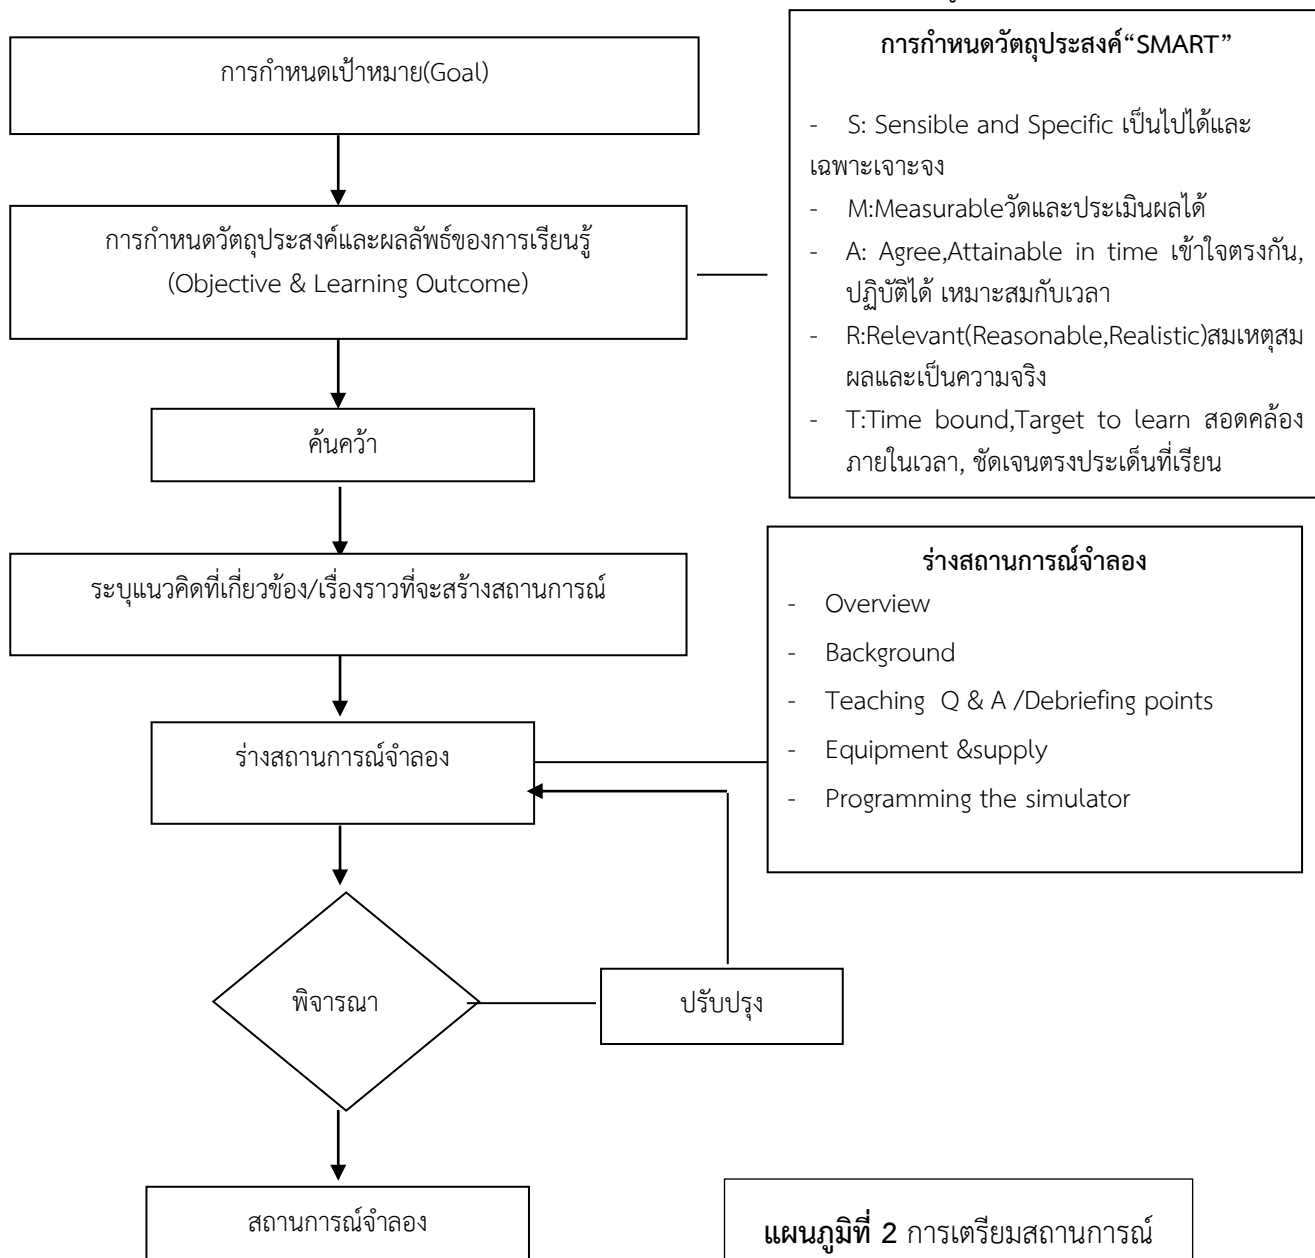 การกำหนดเป้าหมาย(Goal)
การกำหนดวัตถุประสงค์และผลลัพธ์ของการเรียนรู้
(Objective & Learning Outcome)
การกำหนดวัตถุประสงค์“SMART”
- S: Sensible and Specific เป็นไปได้และ
เฉพาะเจาะจง
- M:Measurableวัดและประเมินผลได้
- A: Agree,Attainable in time เข้าใจตรงกัน,
ปฏิบัติได้ เหมาะสมกับเวลา
- R:Relevant(Reasonable,Realistic)สมเหตุสม
ผลและเป็นความจริง
- T:Time bound,Target to learn สอดคล้อง
ภายในเวลา, ชัดเจนตรงประเด็นที่เรียน
ค้นคว้า
ระบุแนวคิดที่เกี่ยวข้อง/เรื่องราวที่จะสร้างสถานการณ์
ร่างสถานการณ์จำลอง
ร่างสถานการณ์จำลอง
- Overview
- Background
- Teaching Q & A /Debriefing points
- Equipment &supply
- Programming the simulator
พิจารณา
ปรับปรุง
สถานการณ์จำลอง
แผนภูมิที่ 2 การเตรียมสถานการณ์